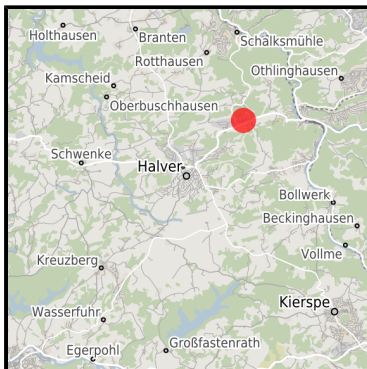 Holthausen
Branten
Schalksmühle
Rotthausen
Othlinghausen
Kamscheid
Oberbuschhausen
Schwenke
Halver
Bollwerk
Beckinghausen
Vollme
Kreuzberg
Kierspe
Wasserfuhr
Großfastenrath
Egerpohl